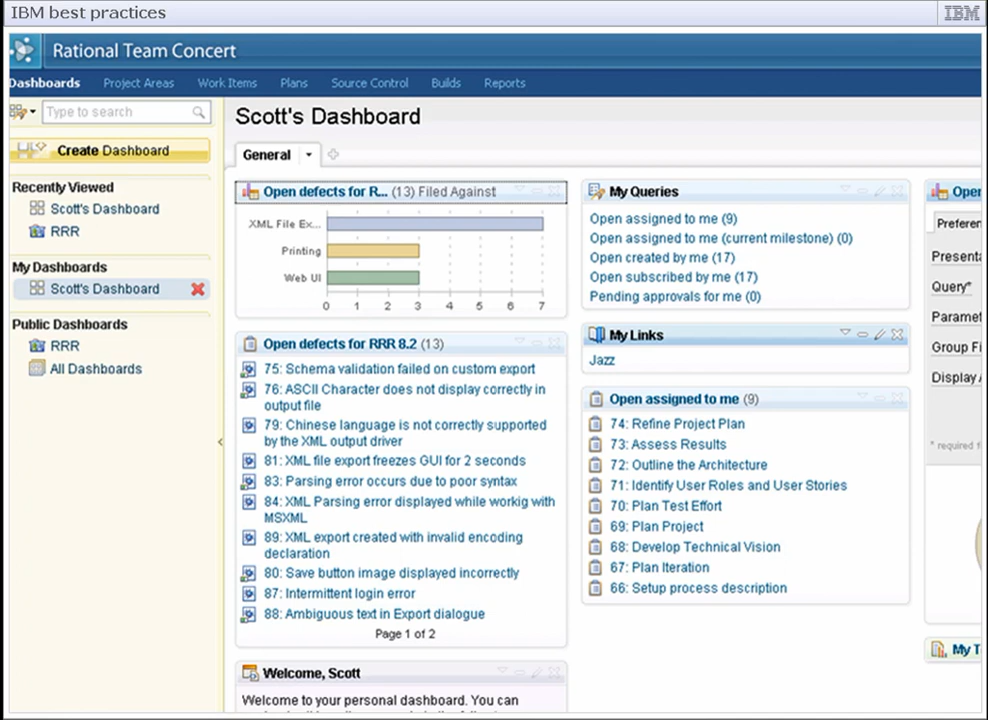 IBM best practices
IBM
Rational Team Concert
Dashboards Project Areas Work Items Plans Source Control Builds Reports
Type to search
Create Dashboard
Recently Viewed
Scott's Dashboard
RRR
My Dashboards
Scott's Dashboard
Public Dashboards
RRR
All Dashboards
Scott's Dashboard
General
Open defects for R... (13) Filed Against
XML File Ex...
Printing
Web UI
0 1 2 3 4 5 6 7
Open defects for RRR 8.2 (13)
75: Schema validation failed on custom export
76: ASCII Character does not display correctly in
output file
79: Chinese language is not correctly supported
by the XML output driver
81: XML file export freezes GUI for 2 seconds
83: Parsing error occurs due to poor syntax
84: XML Parsing error displayed while workig with
MSXML
89: XML export created with invalid encoding
declaration
80: Save button image displayed incorrectly
87: Intermittent login error
88: Ambiguous text in Export dialogue
Page 1 of 2
Welcome, Scott
Welcome to your personal dashboard. You can
My Queries
Open assigned to me (9)
Open assigned to me (current milestone) (0)
Open created by me (17)
Open subscribed by me (17)
Pending approvals for me (0)
My Links
Jazz
Open assigned to me (9)
74: Refine Project Plan
73: Assess Results
72: Outline the Architecture
71: Identify User Roles and User Stories
70: Plan Test Effort
69: Plan Project
68: Develop Technical Vision
67: Plan Iteration
66: Setup process description
Open
Preferen
Presenta
Query*
Paramet
Group Fi
Display A
* required f
My T